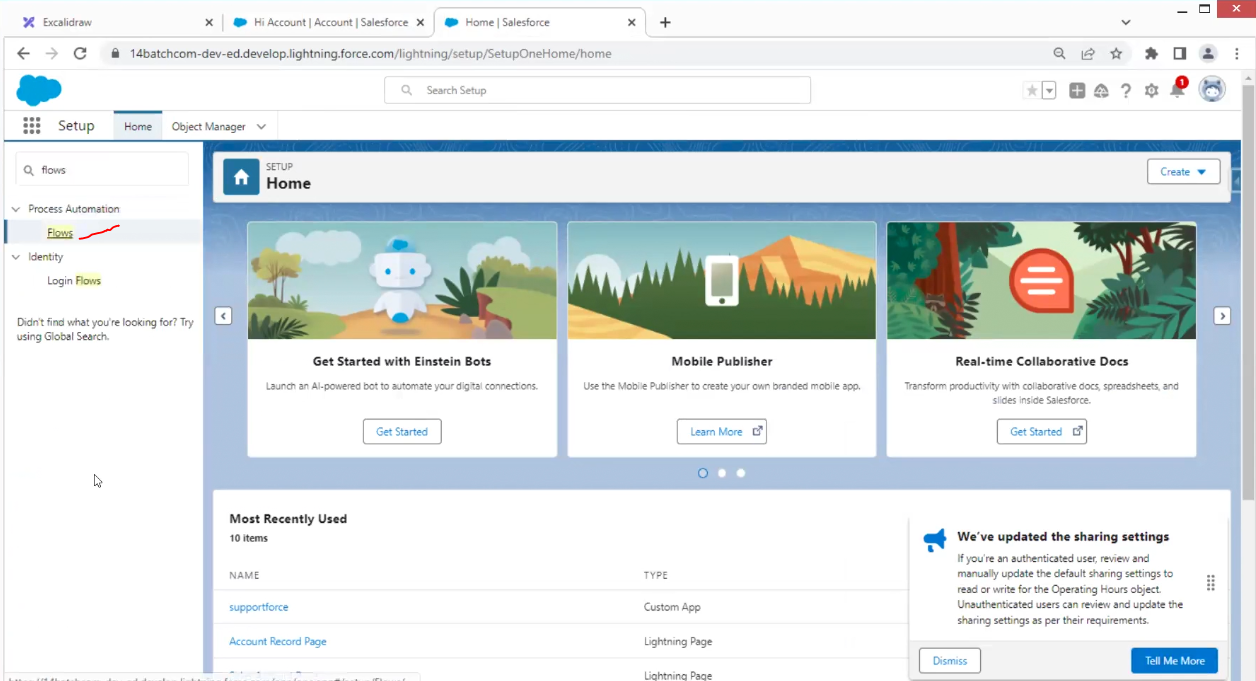 Excalidraw
Hi Account | Account | Salesforce
Home | Salesforce
14batchcom-dev-ed.develop.lightning.force.com/lightning/setup/SetupOneHome/home
Search Setup
1
Setup
Home
Object Manager
flows
Process Automation
Flows
Identity
Login Flows
Didn't find what you're looking for? Try
using Global Search.
SETUP
Home
Create
Get Started with Einstein Bots
Launch an AI-powered bot to automate your digital connections.
Get Started
Mobile Publisher
Use the Mobile Publisher to create your own branded mobile app.
Learn More
Real-time Collaborative Docs
Transform productivity with collaborative docs, spreadsheets, and
slides inside Salesforce.
Get Started
Most Recently Used
10 items
NAME
TYPE
supportforce
Custom App
Account Record Page
Lightning Page
Lightning Page
We've updated the sharing settings
If you're an authenticated user, review and
manually update the default sharing settings to
read or write for the Operating Hours object.
Unauthenticated users can review and update the
sharing settings as per their requirements.
Dismiss
Tell Me More